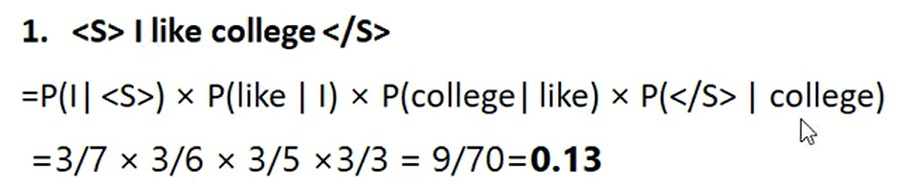 1. <S> I like college </S>
=P(I| <S>) × P(like | I) × P(college| like) × P(</S> | college)
=3/7 × 3/6 × 3/5 ×3/3 = 9/70=0.13